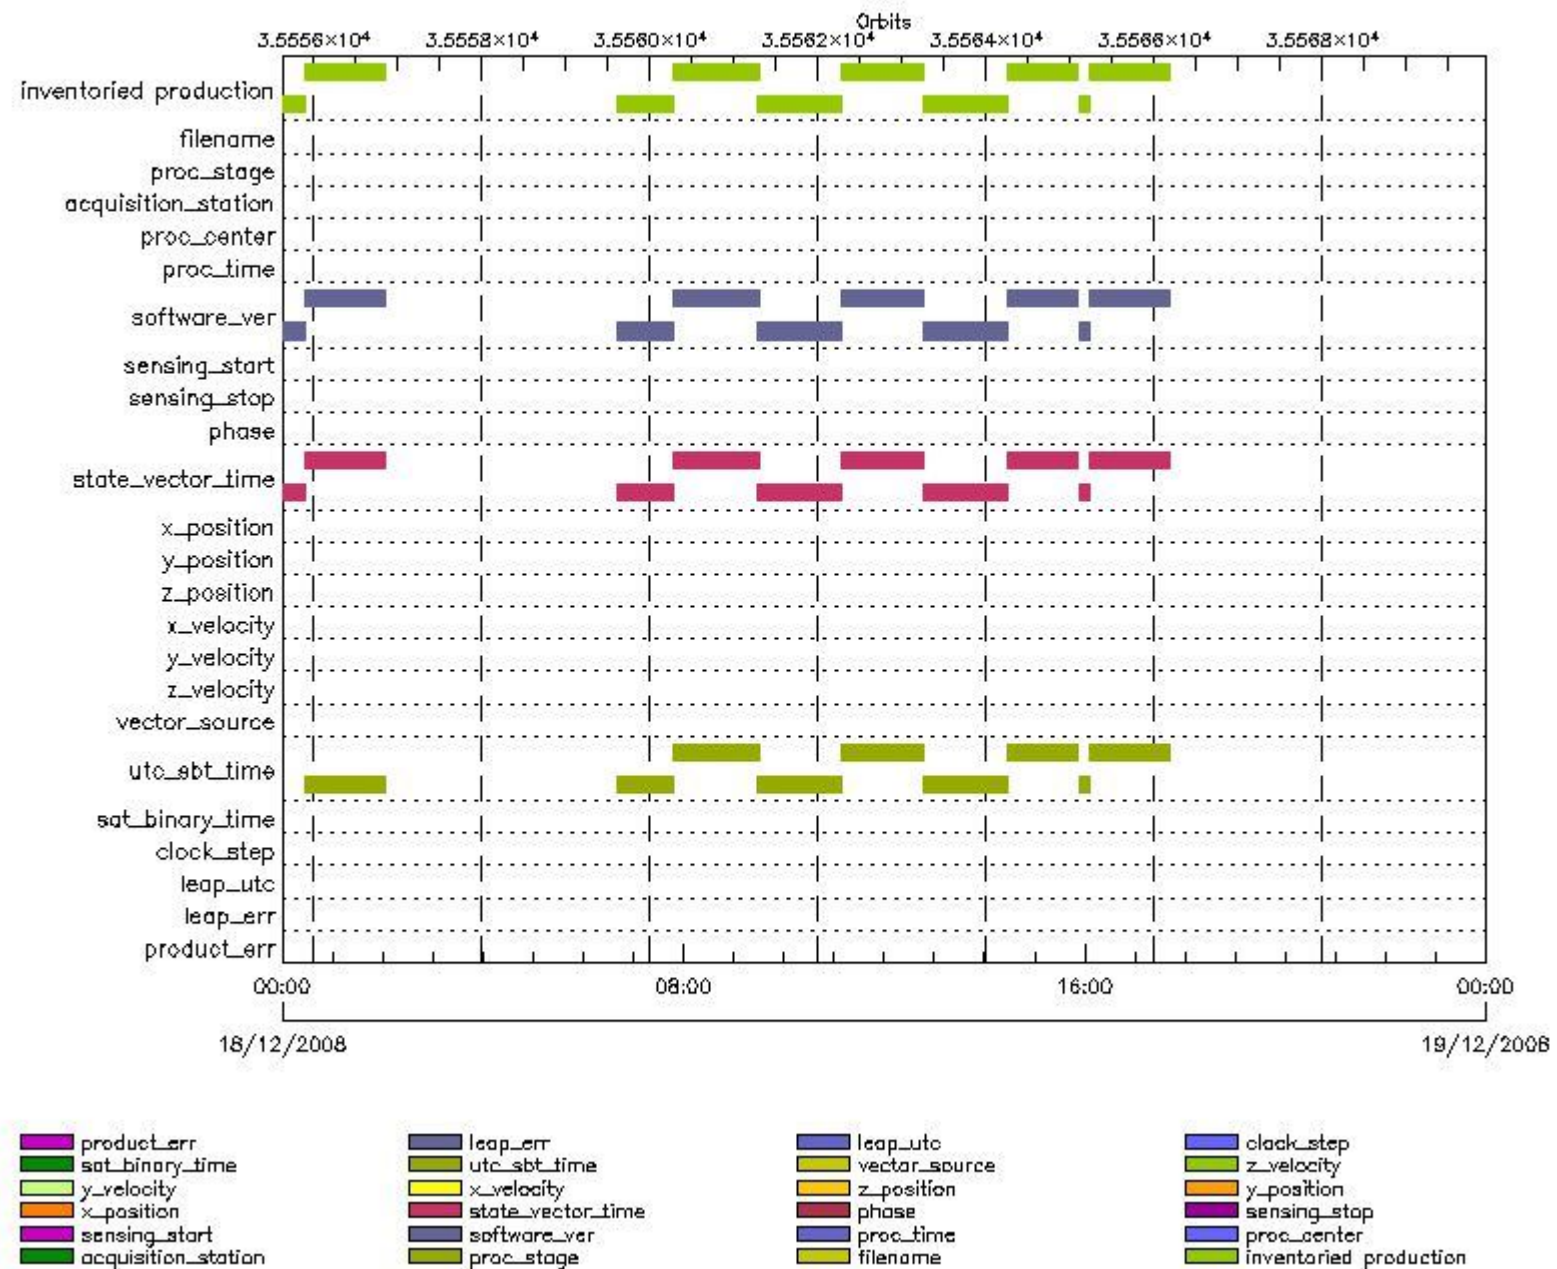 Orbits
3.5556×10⁴ 3.5558×10⁴ 3.5560×10⁴ 3.5562×10⁴ 3.5564×10⁴ 3.5566×10⁴ 3.5568×10⁴
inventoried production
filename
proc_stage
acquisition_station
proc_center
proc_time
software_ver
sensing_start
sensing_stop
phase
state_vector_time
x_position
y_position
z_position
x_velocity
y_velocity
z_velocity
vector_source
utc_sbt_time
sat_binary_time
clock_step
leap_utc
leap_err
product_err
00:00 08:00 16:00 00:00
18/12/2008 19/12/2008
product_err leap_err leap_utc clock_step
sat_binary_time utc_sbt_time vector_source z_velocity
y_velocity x_velocity z_position y_position
x_position state_vector_time phase sensing_stop
sensing_start software_ver proc_time proc_center
acquisition_station proc_stage filename inventoried production